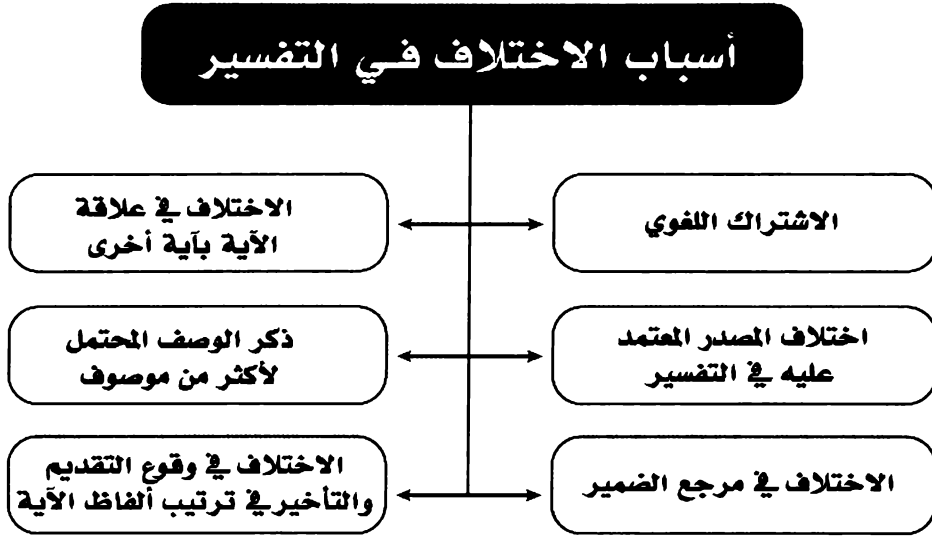 أسباب الاختلاف في التفسير
الاشتراك اللغوي
الاختلاف في علاقة
الآية بآية أخرى
اختلاف المصدر المعتمد
عليه في التفسير
ذكر الوصف المحتمل
لأكثر من موصوف
الاختلاف في مرجع الضمير
الاختلاف في وقوع التقديم
والتأخير في ترتيب ألفاظ الآية